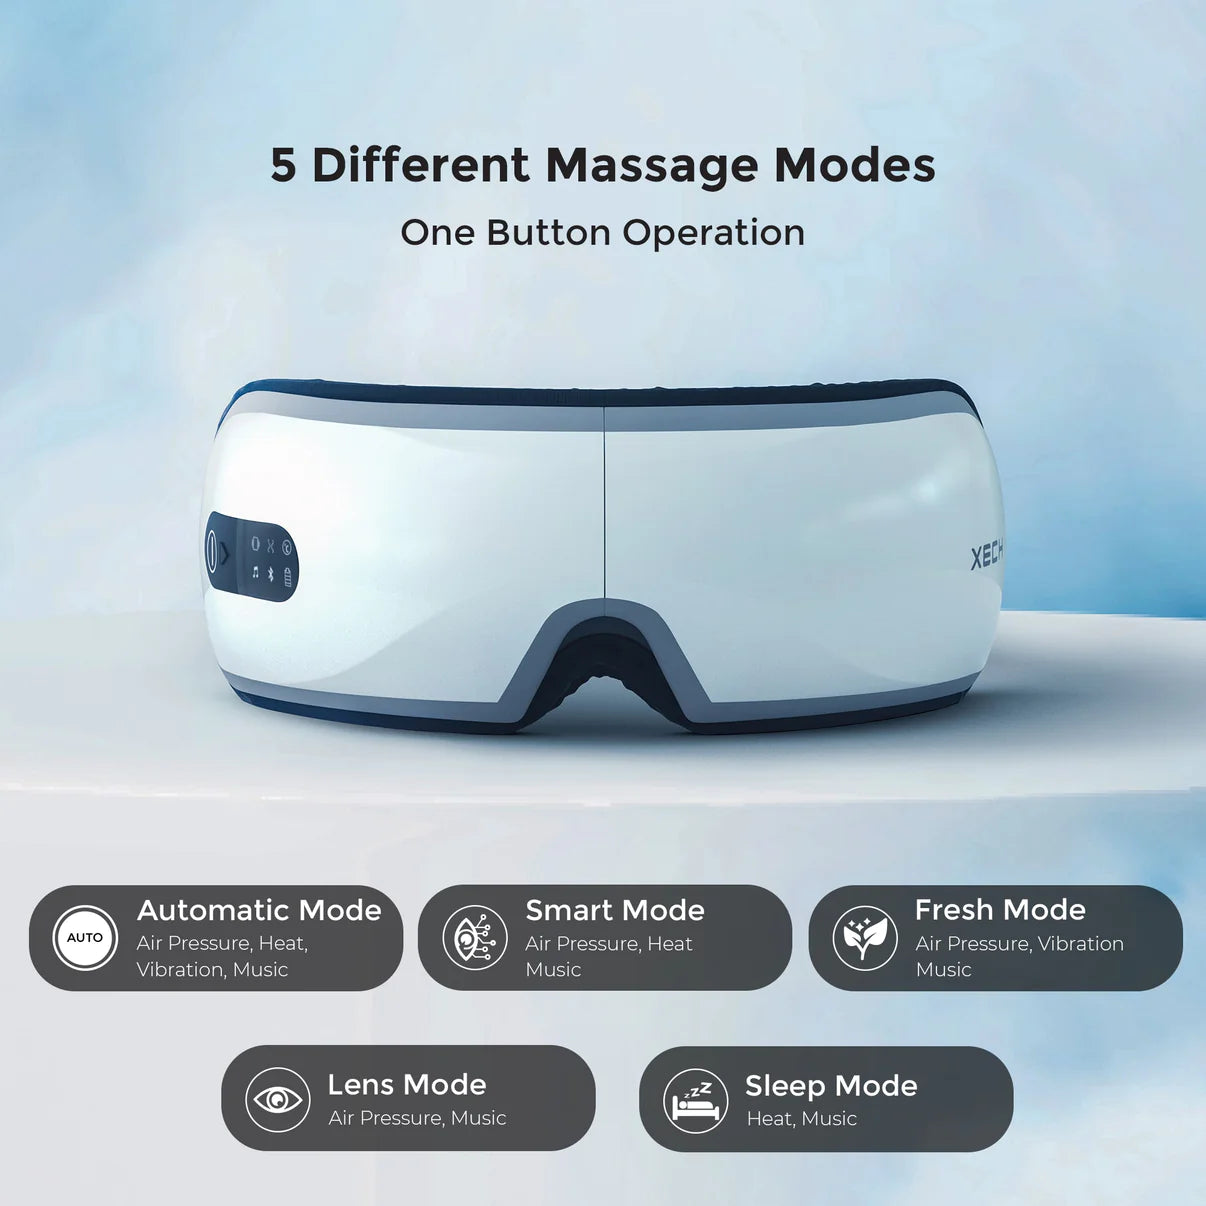 5 Different Massage Modes
One Button Operation
XECH
AUTO
Automatic Mode
Air Pressure, Heat,
Vibration, Music
Smart Mode
Air Pressure, Heat
Music
Fresh Mode
Air Pressure, Vibration
Music
Lens Mode
Air Pressure, Music
z z Z Z
Sleep Mode
Heat, Music